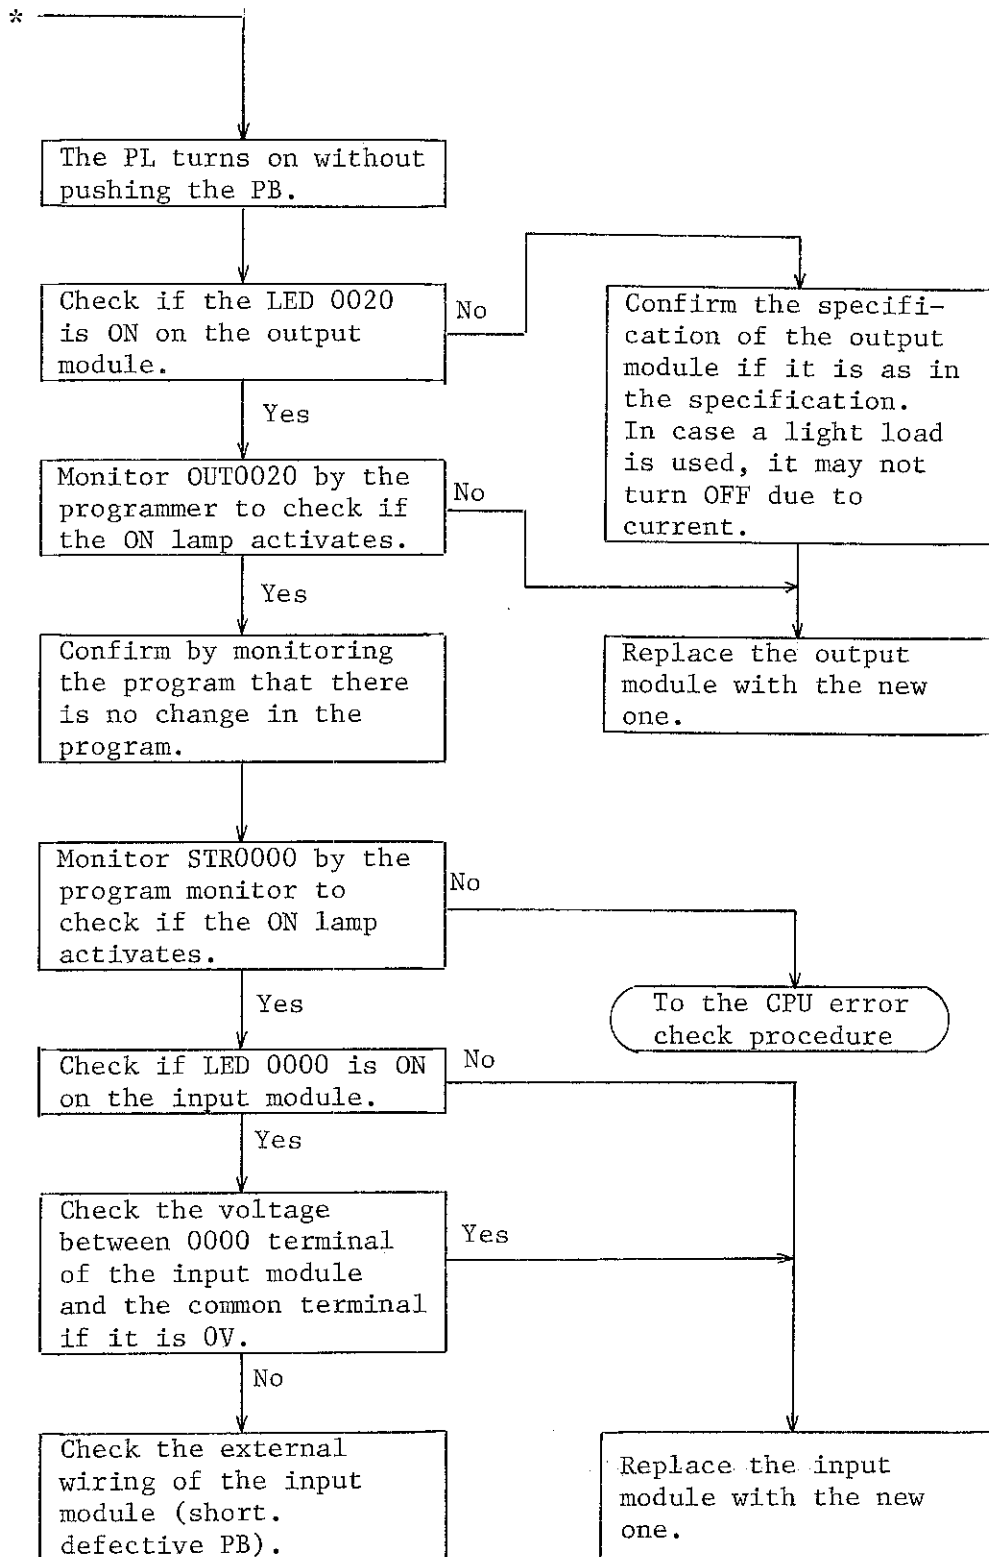 *
The PL turns on without
pushing the PB.
Check if the LED 0020
is ON on the output
module.
No
Yes
Confirm the specifi-
cation of the output
module if it is as in
the specification.
In case a light load
is used, it may not
turn OFF due to
current.
Monitor OUT0020 by the
programmer to check if
the ON lamp activates.
No
Yes
Replace the output
module with the new
one.
Confirm by monitoring
the program that there
is no change in the
program.
Monitor STR0000 by the
program monitor to
check if the ON lamp
activates.
No
Yes
To the CPU error
check procedure
Check if LED 0000 is ON
on the input module.
No
Yes
Check the voltage
between 0000 terminal
of the input module
and the common terminal
if it is 0V.
Yes
No
Check the external
wiring of the input
module (short.
defective PB).
Replace the input
module with the new
one.